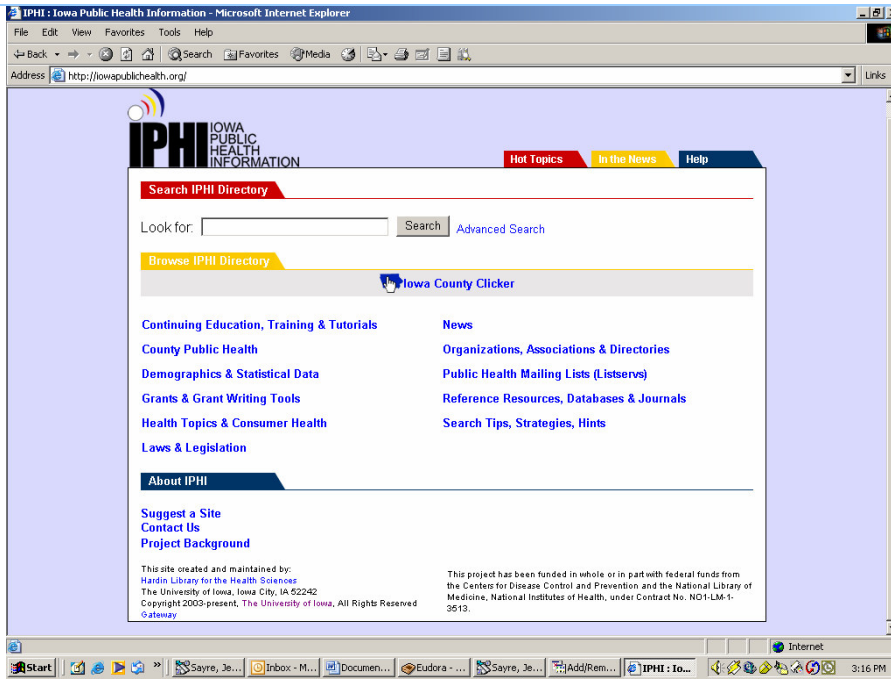 IPHI : Iowa Public Health Information - Microsoft Internet Explorer
File Edit View Favorites Tools Help
Back Search Favorites Media
Address http://iowapublichealth.org/ Links
IPHI IOWA
PUBLIC
HEALTH
INFORMATION
Hot Topics In the News Help
Search IPHI Directory
Look for: Search Advanced Search
Browse IPHI Directory
Iowa County Clicker
Continuing Education, Training & Tutorials
County Public Health
Demographics & Statistical Data
Grants & Grant Writing Tools
Health Topics & Consumer Health
Laws & Legislation
News
Organizations, Associations & Directories
Public Health Mailing Lists (Listservs)
Reference Resources, Databases & Journals
Search Tips, Strategies, Hints
About IPHI
Suggest a Site
Contact Us
Project Background
This site created and maintained by:
Hardin Library for the Health Sciences
The University of Iowa, Iowa City, IA 52242
Copyright 2003-present, The University of Iowa, All Rights Reserved
Gateway
This project has been funded in whole or in part with federal funds from
the Centers for Disease Control and Prevention and the National Library of
Medicine, National Institutes of Health, under Contract No. NO1-LM-1-
3513.
Internet
Start » Sayre, Je... Inbox - M... Documen... Eudora - ... Sayre, Je... Add/Rem... IPHI : Io... 3:16 PM